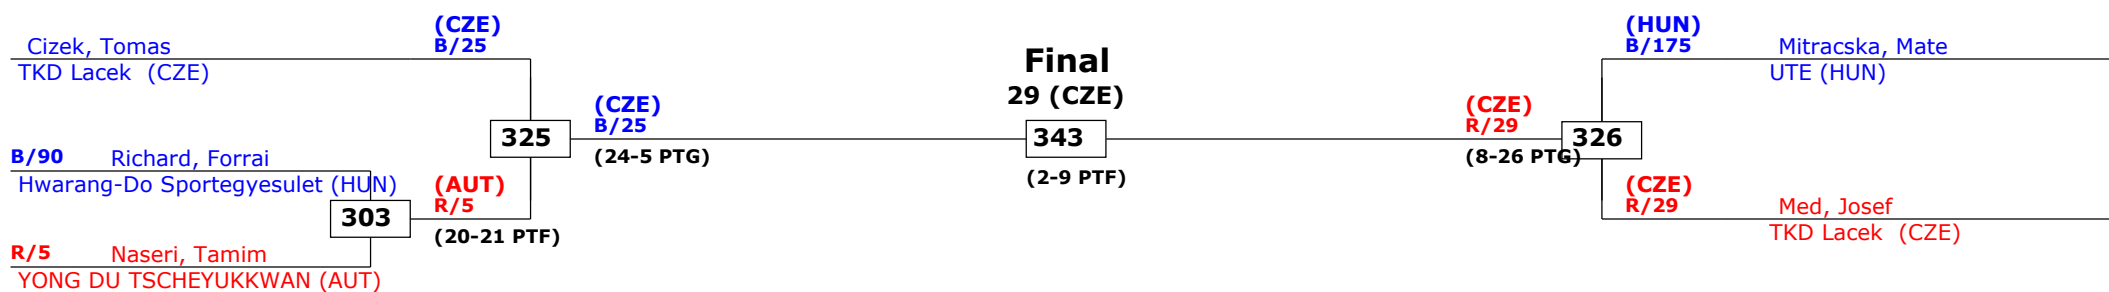 (CZE)
B/25
Cizek, Tomas
TKD Lacek (CZE)
B/90 Richard, Forrai
Hwarang-Do Sportegyesulet (HUN)
303
R/5 Naseri, Tamim
YONG DU TSCHEYUKKWAN (AUT)
(AUT)
R/5
(20-21 PTF)
325
(CZE)
B/25
(24-5 PTG)
Final
29 (CZE)
343
(2-9 PTF)
(CZE)
R/29
(8-26 PTG)
326
(HUN)
B/175
Mitracska, Mate
UTE (HUN)
(CZE)
R/29
Med, Josef
TKD Lacek (CZE)